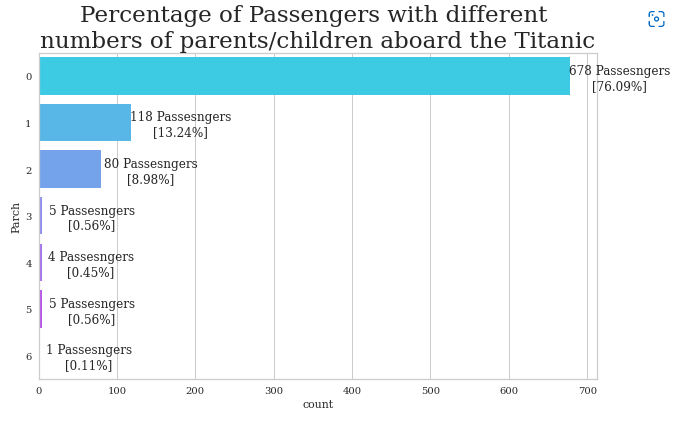 Percentage of Passengers with different
numbers of parents/children aboard the Titanic
0
678 Passesngers
[76.09%]
1
118 Passesngers
[13.24%]
2
80 Passesngers
[8.98%]
3
5 Passesngers
[0.56%]
4
4 Passesngers
[0.45%]
5
5 Passesngers
[0.56%]
6
1 Passesngers
[0.11%]
Parch
0 100 200 300 400 500 600 700
count